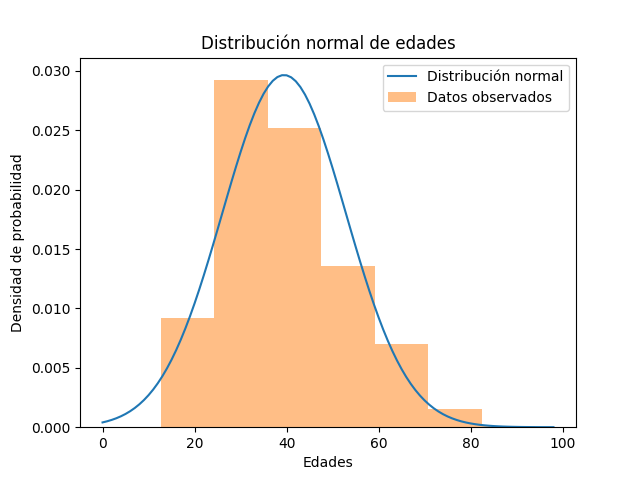 Distribución normal de edades
Distribución normal
Datos observados
Densidad de probabilidad
0.030
0.025
0.020
0.015
0.010
0.005
0.000
0
20
40
60
80
100
Edades